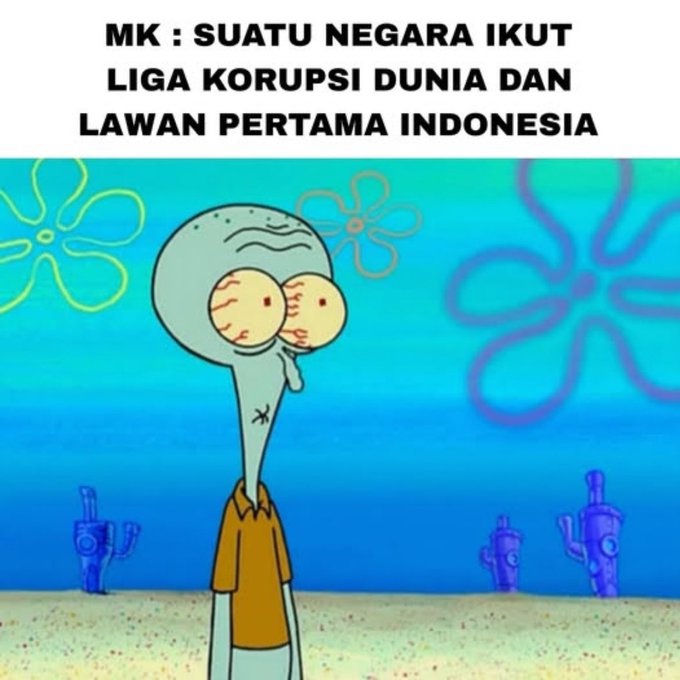 MK : SUATU NEGARA IKUT
LIGA KORUPSI DUNIA DAN
LAWAN PERTAMA INDONESIA